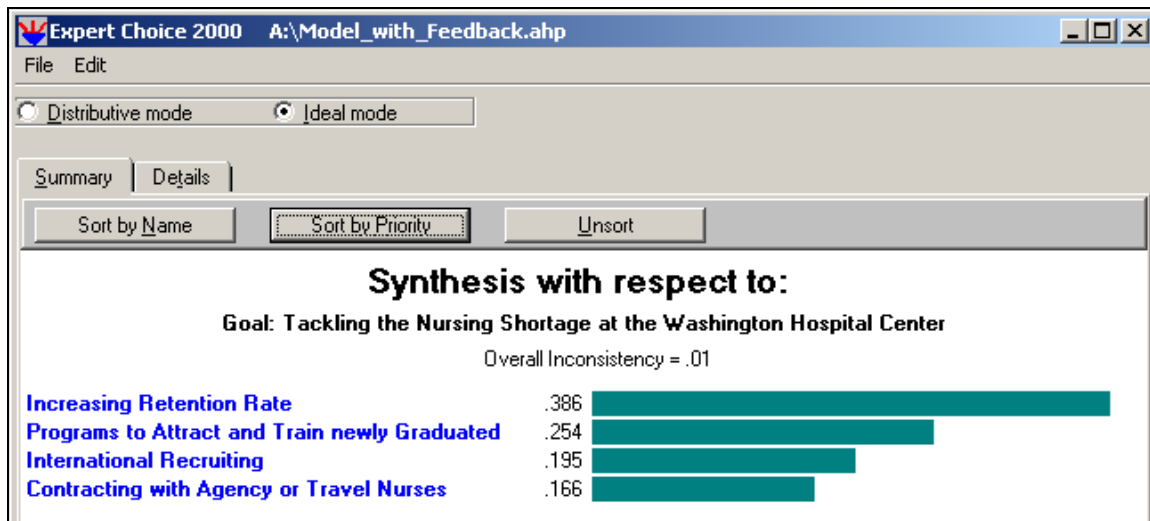 Expert Choice 2000 A:\Model_with_Feedback.ahp
File Edit
Distributive mode Ideal mode
Summary Details
Sort by Name Sort by Priority Unsort
Synthesis with respect to:
Goal: Tackling the Nursing Shortage at the Washington Hospital Center
Overall Inconsistency = .01
Increasing Retention Rate .386
Programs to Attract and Train newly Graduated .254
International Recruiting .195
Contracting with Agency or Travel Nurses .166